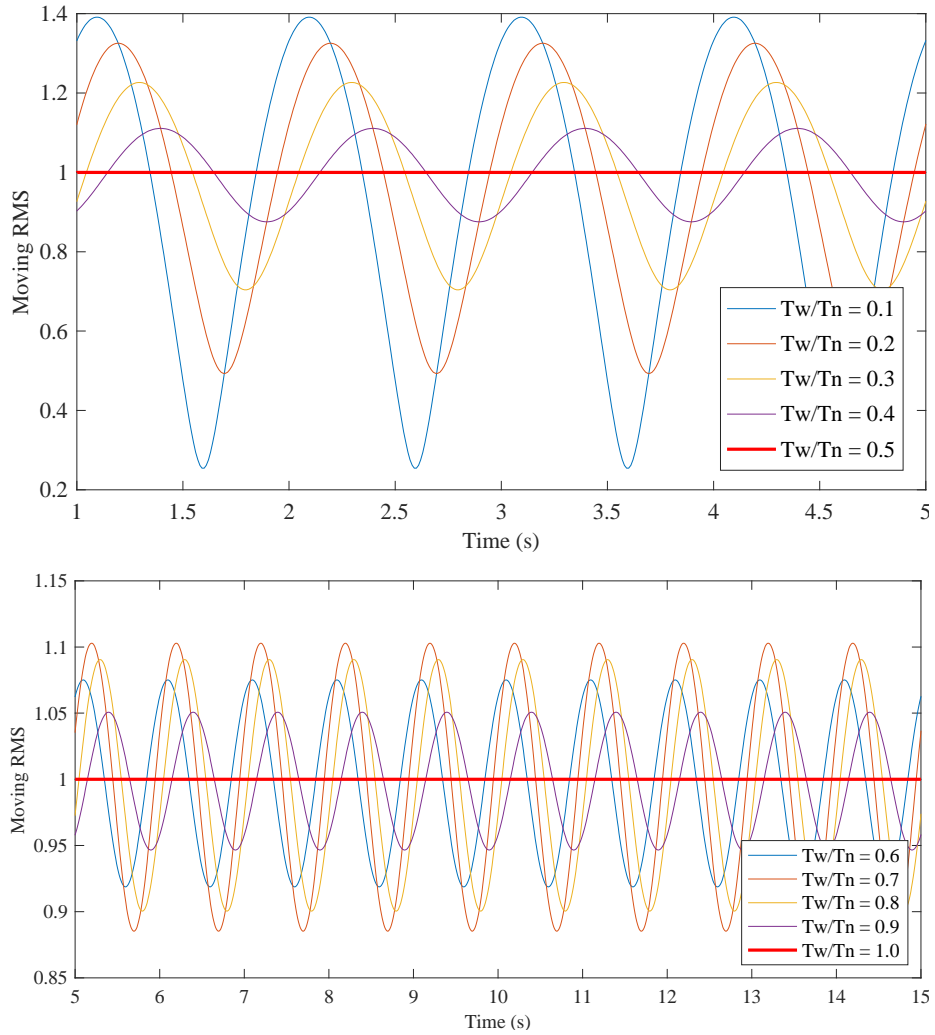 1.4
1.2
1
0.8
0.6
0.4
0.2
Moving RMS
Tw/Tn = 0.1
Tw/Tn = 0.2
Tw/Tn = 0.3
Tw/Tn = 0.4
Tw/Tn = 0.5
1 1.5 2 2.5 3 3.5 4 4.5 5
Time (s)
1.15
1.1
1.05
1
0.95
0.9
0.85
Moving RMS
Tw/Tn = 0.6
Tw/Tn = 0.7
Tw/Tn = 0.8
Tw/Tn = 0.9
Tw/Tn = 1.0
5 6 7 8 9 10 11 12 13 14 15
Time (s)